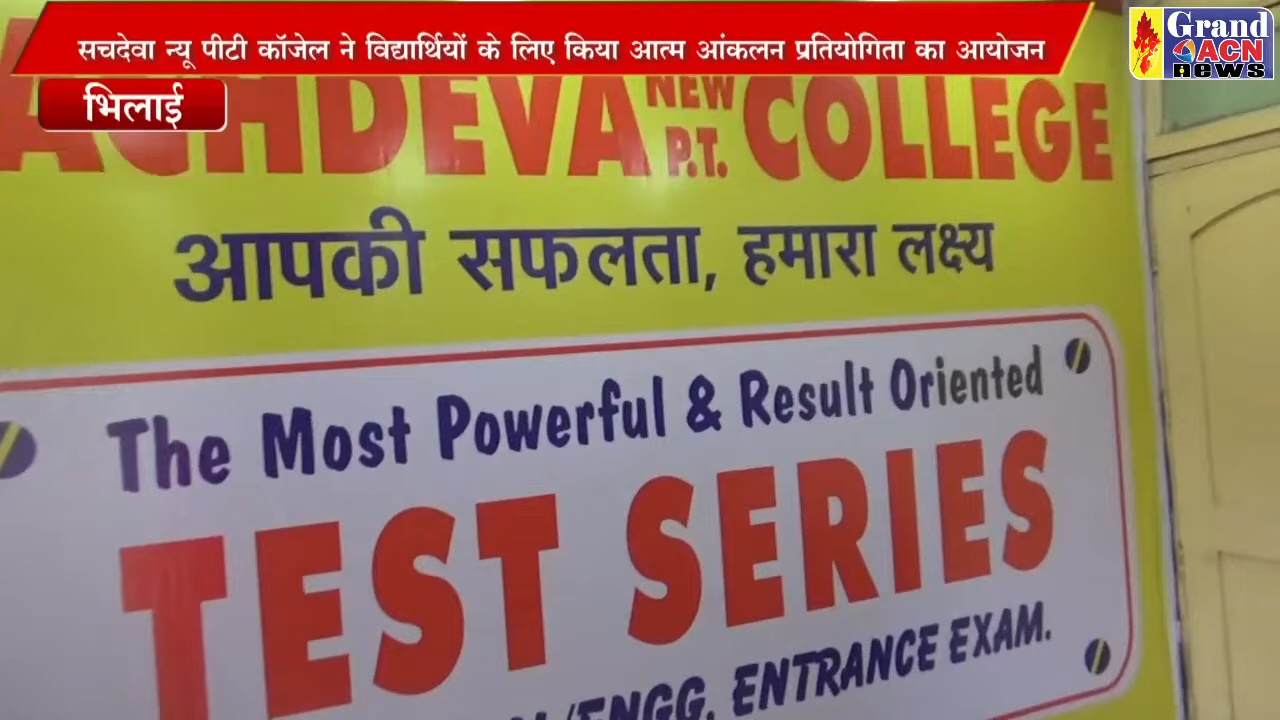 सचदेवा न्यू पीटी कॉजेल ने विद्यार्थियों के लिए किया आत्म आंकलन प्रतियोगिता का आयोजन
Grand
ACN
news
भिलाई
ACHDEVA NEW P.T. COLLEGE
आपकी सफलता, हमारा लक्ष्य
The Most Powerful & Result Oriented
TEST SERIES
/ENGG. ENTRANCE EXAM.